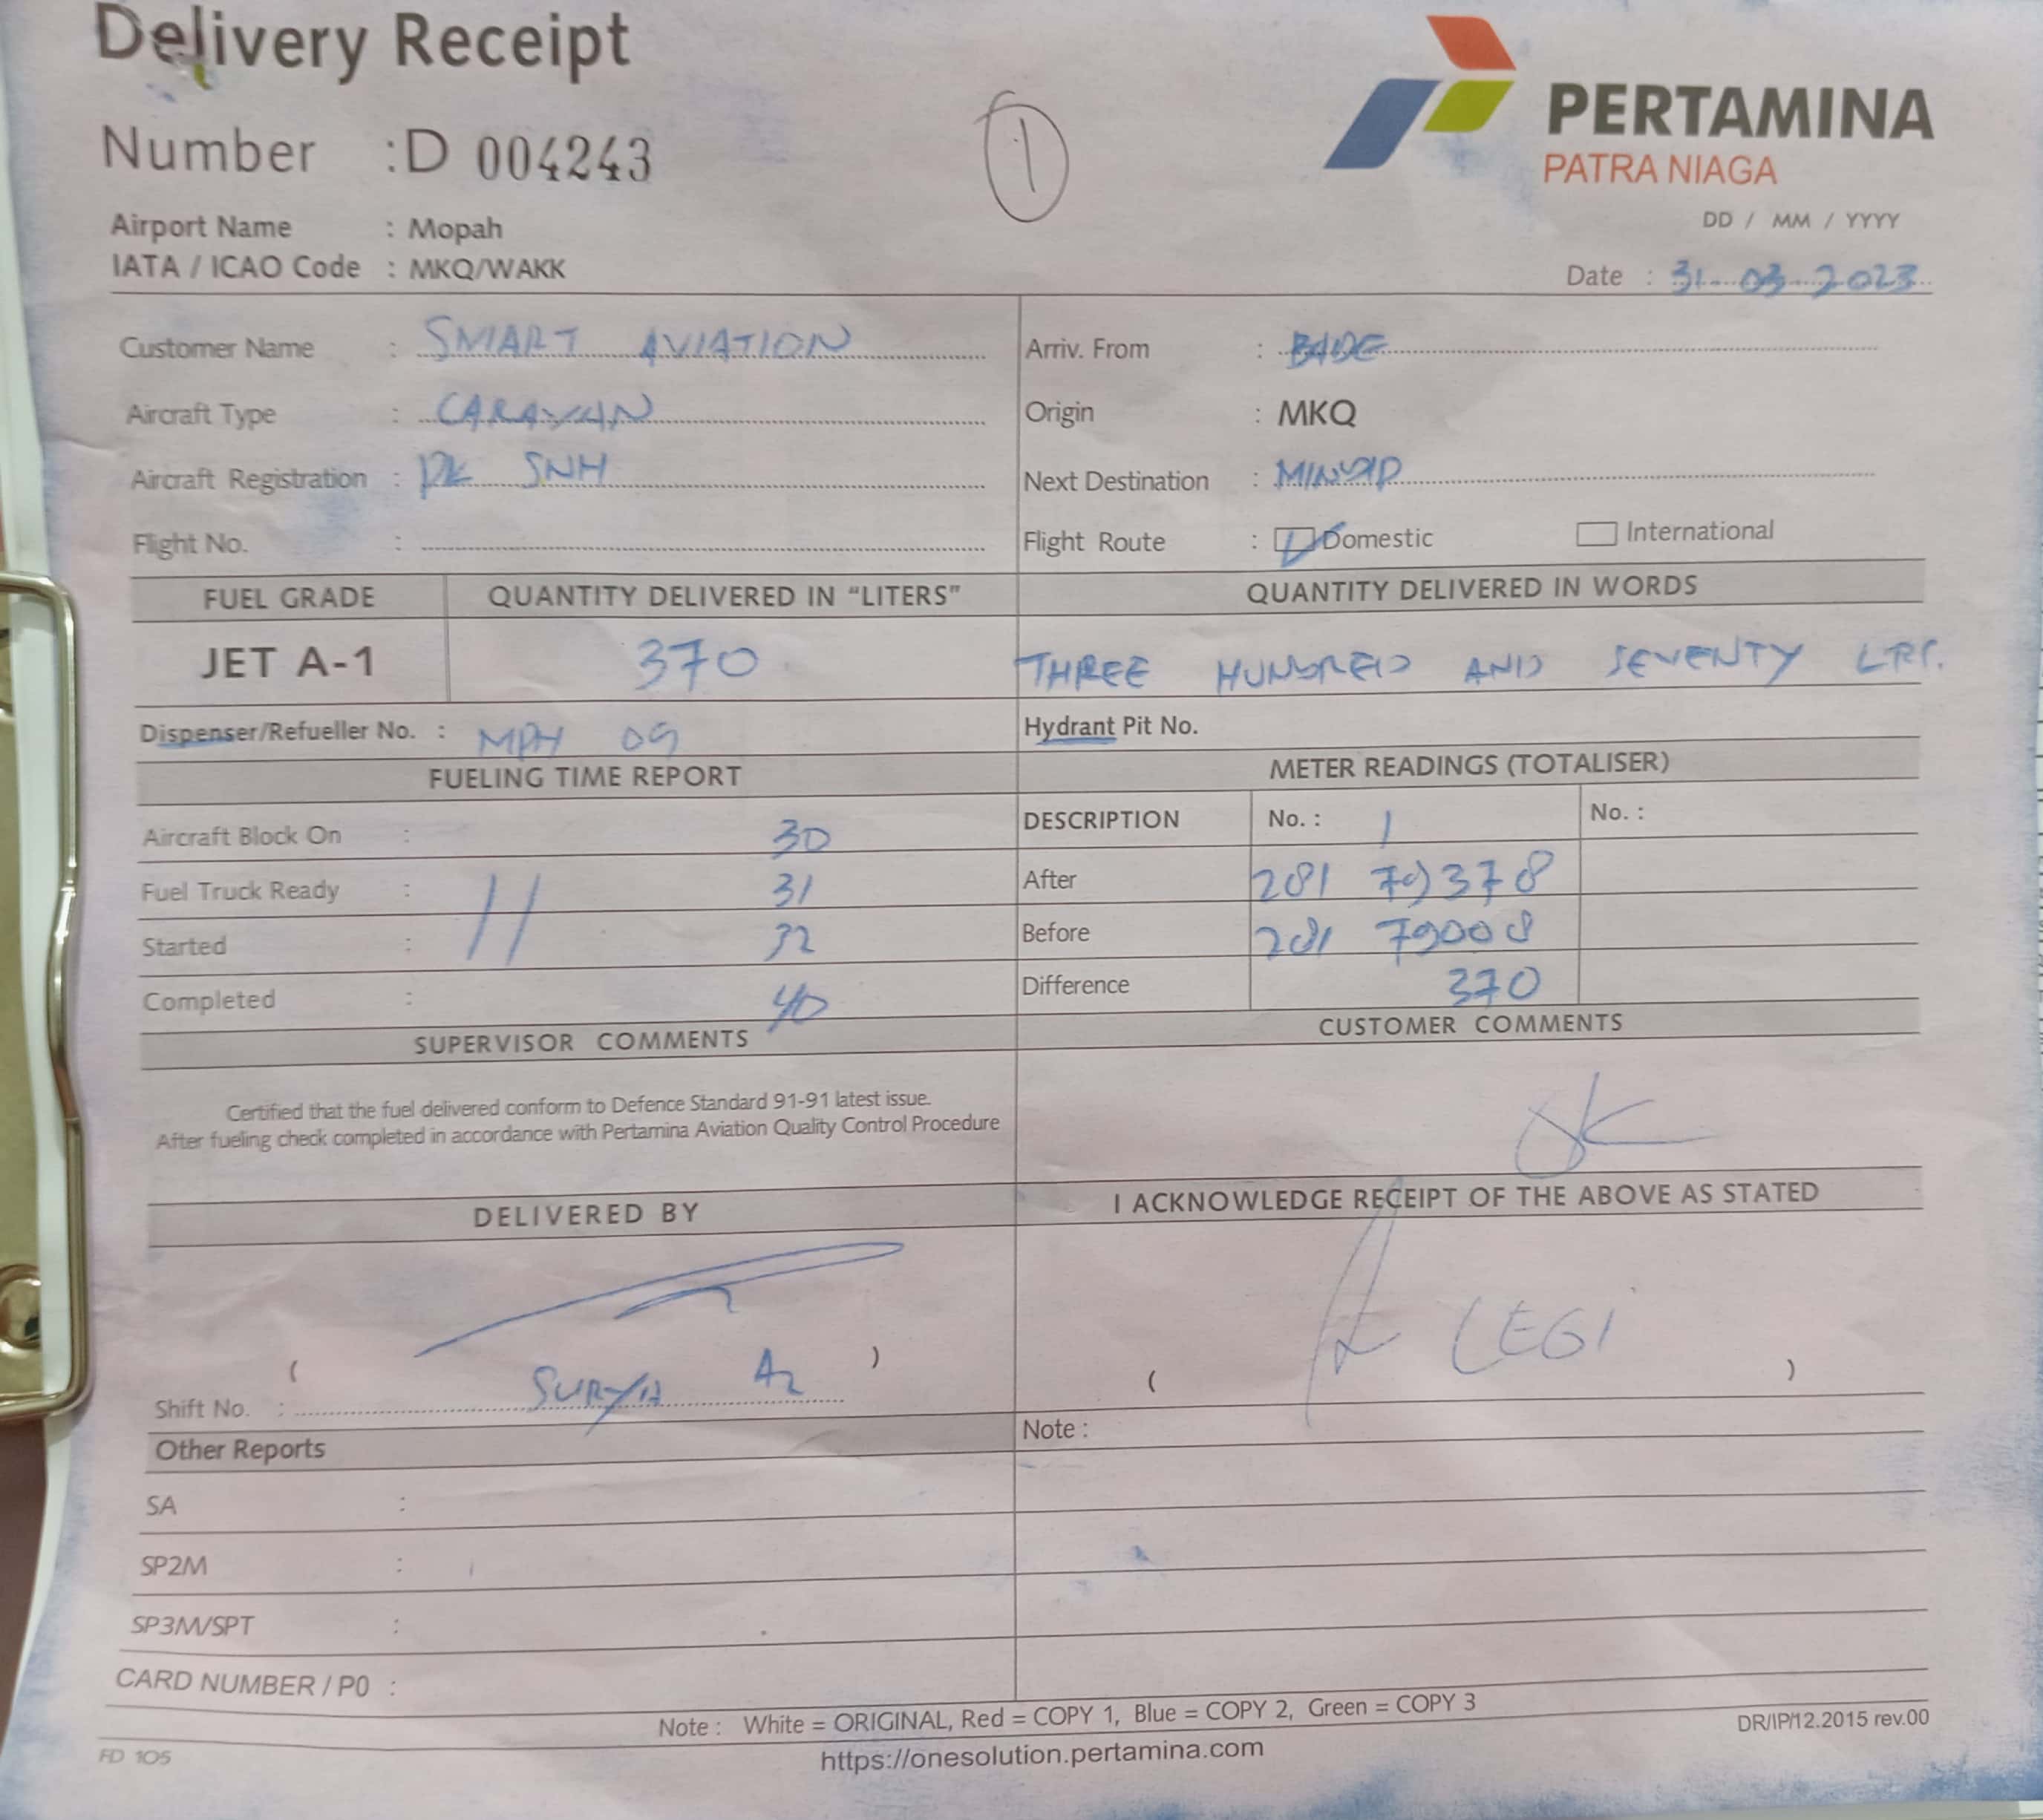 Delivery Receipt
1
PERTAMINA
PATRA NIAGA
Number : D 004243
Airport Name : Mopah
IATA / ICAO Code : MKQ/WAKK
DD / MM / YYYY
Date : 31-03-2023
Customer Name : SMART AVIATION
Arriv. From : BADE
Aircraft Type : CARAVAN
Origin : MKQ
Aircraft Registration : PK SNH
Next Destination :
Flight No. :
Flight Route : Domestic International
FUEL GRADE QUANTITY DELIVERED IN "LITERS" QUANTITY DELIVERED IN WORDS
JET A-1 370 THREE HUNDRED AND SEVENTY LRS.
Dispenser/Refueller No. : MPH 09
Hydrant Pit No.
FUELING TIME REPORT
METER READINGS (TOTALISER)
Aircraft Block On : 30
DESCRIPTION No. : 1 No. :
Fuel Truck Ready : 31
After 281 79378
Started : 32
Before 281 79008
Completed : 40
Difference 370
11
SUPERVISOR COMMENTS
CUSTOMER COMMENTS
Certified that the fuel delivered conform to Defence Standard 91-91 latest issue.
After fueling check completed in accordance with Pertamina Aviation Quality Control Procedure
OK
DELIVERED BY
I ACKNOWLEDGE RECEIPT OF THE ABOVE AS STATED
( )
( LEGI )
Shift No. : SURYA A2
Other Reports
Note :
SA :
SP2M :
SP3M/SPT :
CARD NUMBER / P0 :
Note : White = ORIGINAL, Red = COPY 1, Blue = COPY 2, Green = COPY 3
DR/IP/12.2015 rev.00
FD 105
https://onesolution.pertamina.com